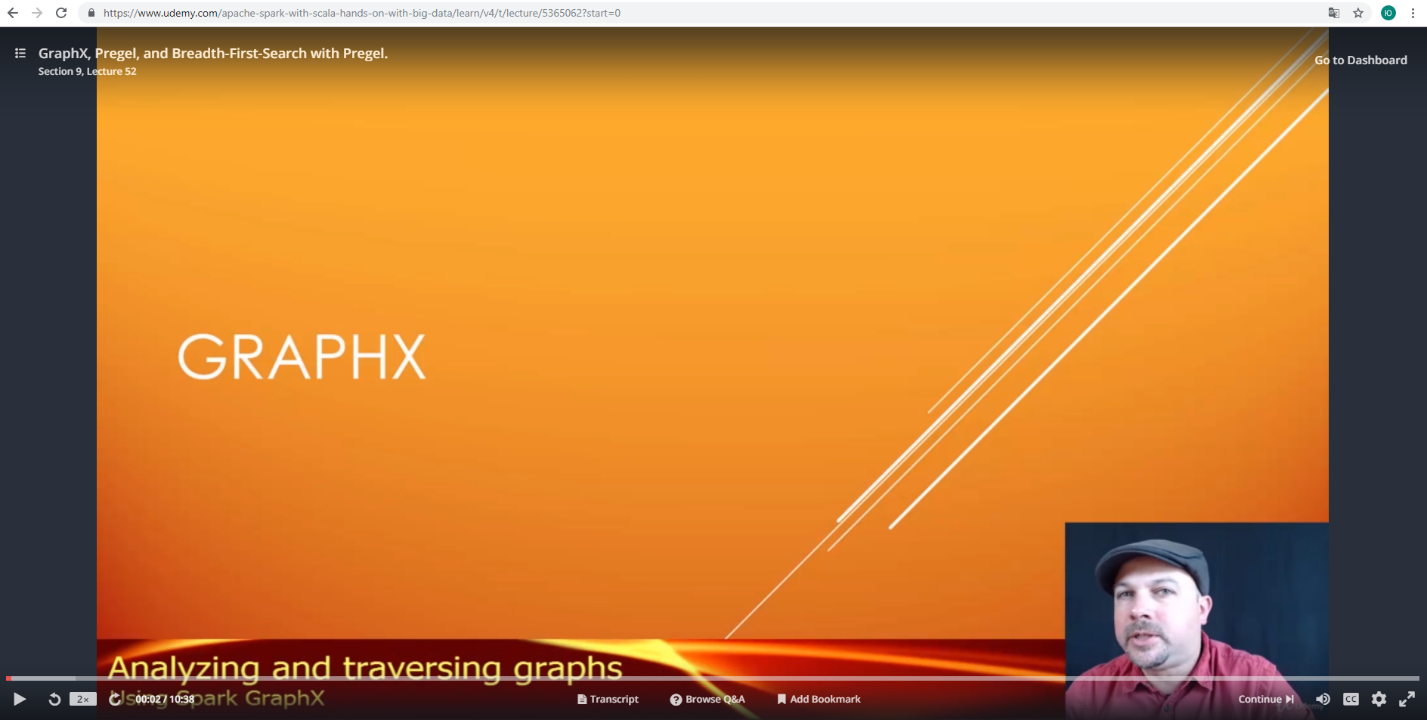 https://www.udemy.com/apache-spark-with-scala-hands-on-with-big-data/learn/v4/t/lecture/5365062?start=0
Ю
GraphX, Pregel, and Breadth-First-Search with Pregel.
Section 9, Lecture 52
Go to Dashboard
GRAPHX
Analyzing and traversing graphs
Using Spark GraphX
2×
00:02 / 10:38
Transcript
Browse Q&A
Add Bookmark
Continue
CC